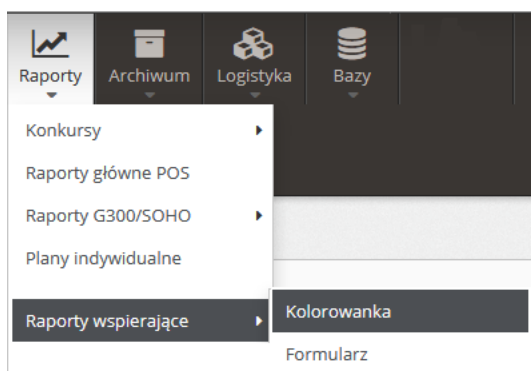 Raporty Archiwum Logistyka Bazy
Konkursy
Raporty główne POS
Raporty G300/SOHO
Plany indywidualne
Raporty wspierające
Kolorowanka
Formularz